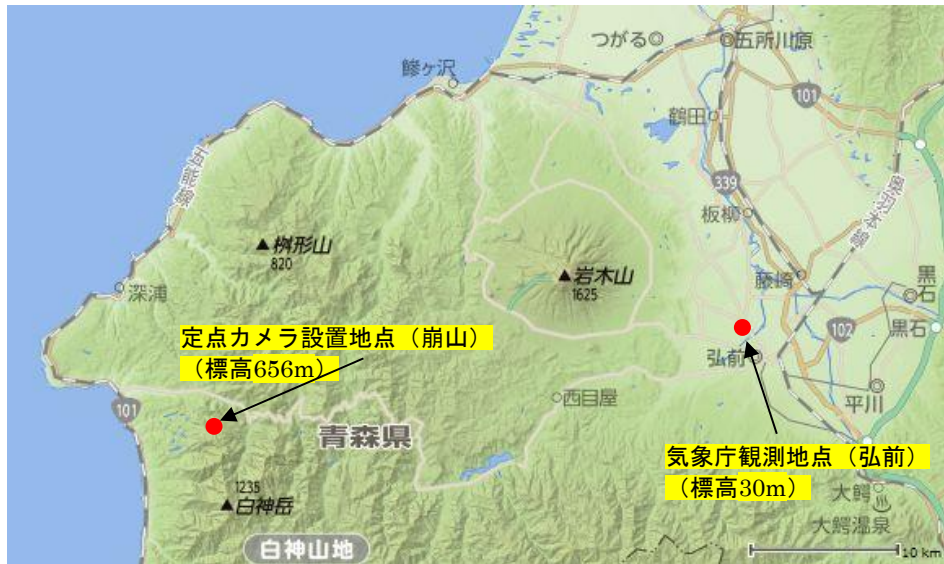 つがる
五所川原
鰺ヶ沢
101
鶴田
五能線
339
奥羽本線
板柳
▲桝形山
820
▲岩木山
1625
藤崎
黒石
深浦
定点カメラ設置地点(崩山)
(標高656m)
102
黒石
弘前
101
西目屋
平川
青森県
気象庁観測地点(弘前)
(標高30m)
1235
▲白神岳
大鰐
大鰐温泉
白神山地
10 km